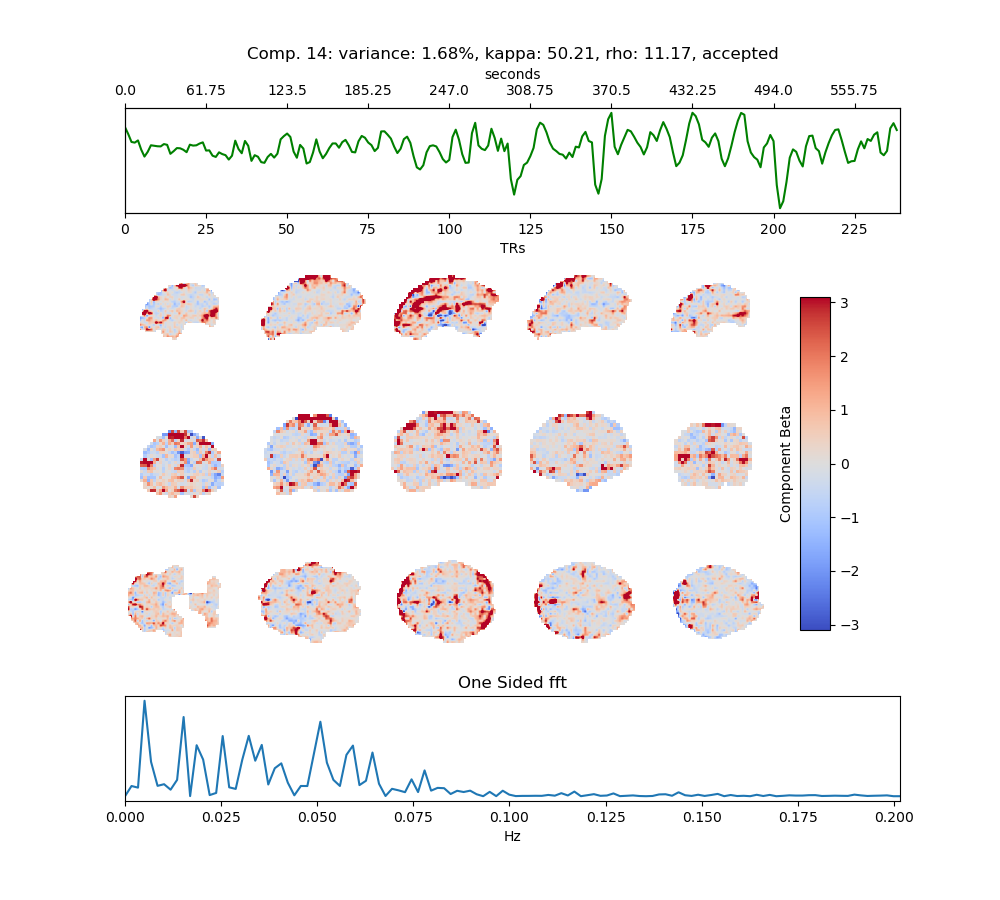 Comp. 14: variance: 1.68%, kappa: 50.21, rho: 11.17, accepted
seconds
0.0 61.75 123.5 185.25 247.0 308.75 370.5 432.25 494.0 555.75
0 25 50 75 100 125 150 175 200 225
TRs
3
2
1
0
−1
−2
−3
Component Beta
One Sided fft
0.000 0.025 0.050 0.075 0.100 0.125 0.150 0.175 0.200
Hz